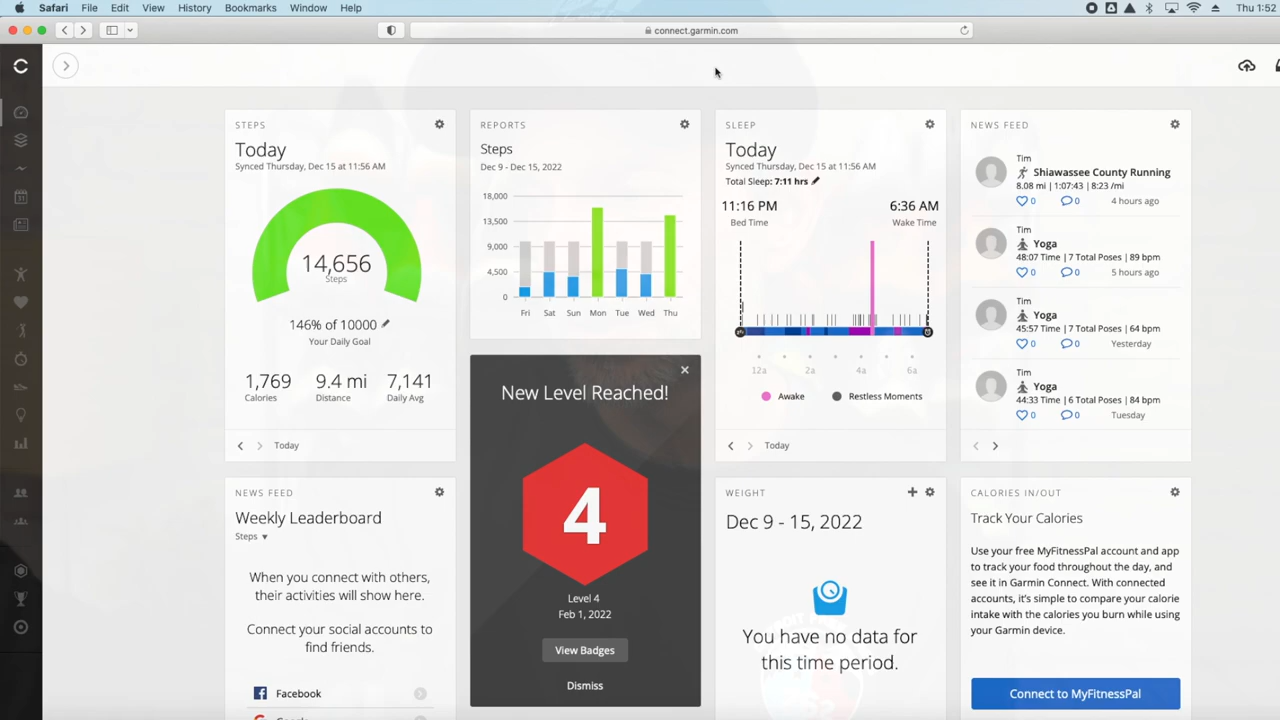 Safari File Edit View History Bookmarks Window Help
Thu 1:52
connect.garmin.com
STEPS
Today
Synced Thursday, Dec 15 at 11:56 AM
14,656
Steps
146% of 10000
Your Daily Goal
1,769 9.4 mi 7,141
Calories Distance Daily Avg
Today
REPORTS
Steps
Dec 9 - Dec 15, 2022
18,000
13,500
9,000
4,500
0
Fri Sat Sun Mon Tue Wed Thu
SLEEP
Today
Synced Thursday, Dec 15 at 11:56 AM
Total Sleep: 7:11 hrs
11:16 PM 6:36 AM
Bed Time Wake Time
12a 2a 4a 6a
Awake Restless Moments
Today
NEWS FEED
Tim
Shiawassee County Running
8.08 mi | 1:07:43 | 8:23 /mi
0 0 4 hours ago
Tim
Yoga
48:07 Time | 7 Total Poses | 89 bpm
0 0 5 hours ago
Tim
Yoga
45:57 Time | 7 Total Poses | 64 bpm
0 0 Yesterday
Tim
Yoga
44:33 Time | 6 Total Poses | 84 bpm
0 0 Tuesday
NEWS FEED
Weekly Leaderboard
Steps
When you connect with others,
their activities will show here.
Connect your social accounts to
find friends.
Facebook
New Level Reached!
4
Level 4
Feb 1, 2022
View Badges
Dismiss
WEIGHT
Dec 9 - 15, 2022
You have no data for
this time period.
CALORIES IN/OUT
Track Your Calories
Use your free MyFitnessPal account and app
to track your food throughout the day, and
see it in Garmin Connect. With connected
accounts, it's simple to compare your calorie
intake with the calories you burn while using
your Garmin device.
Connect to MyFitnessPal